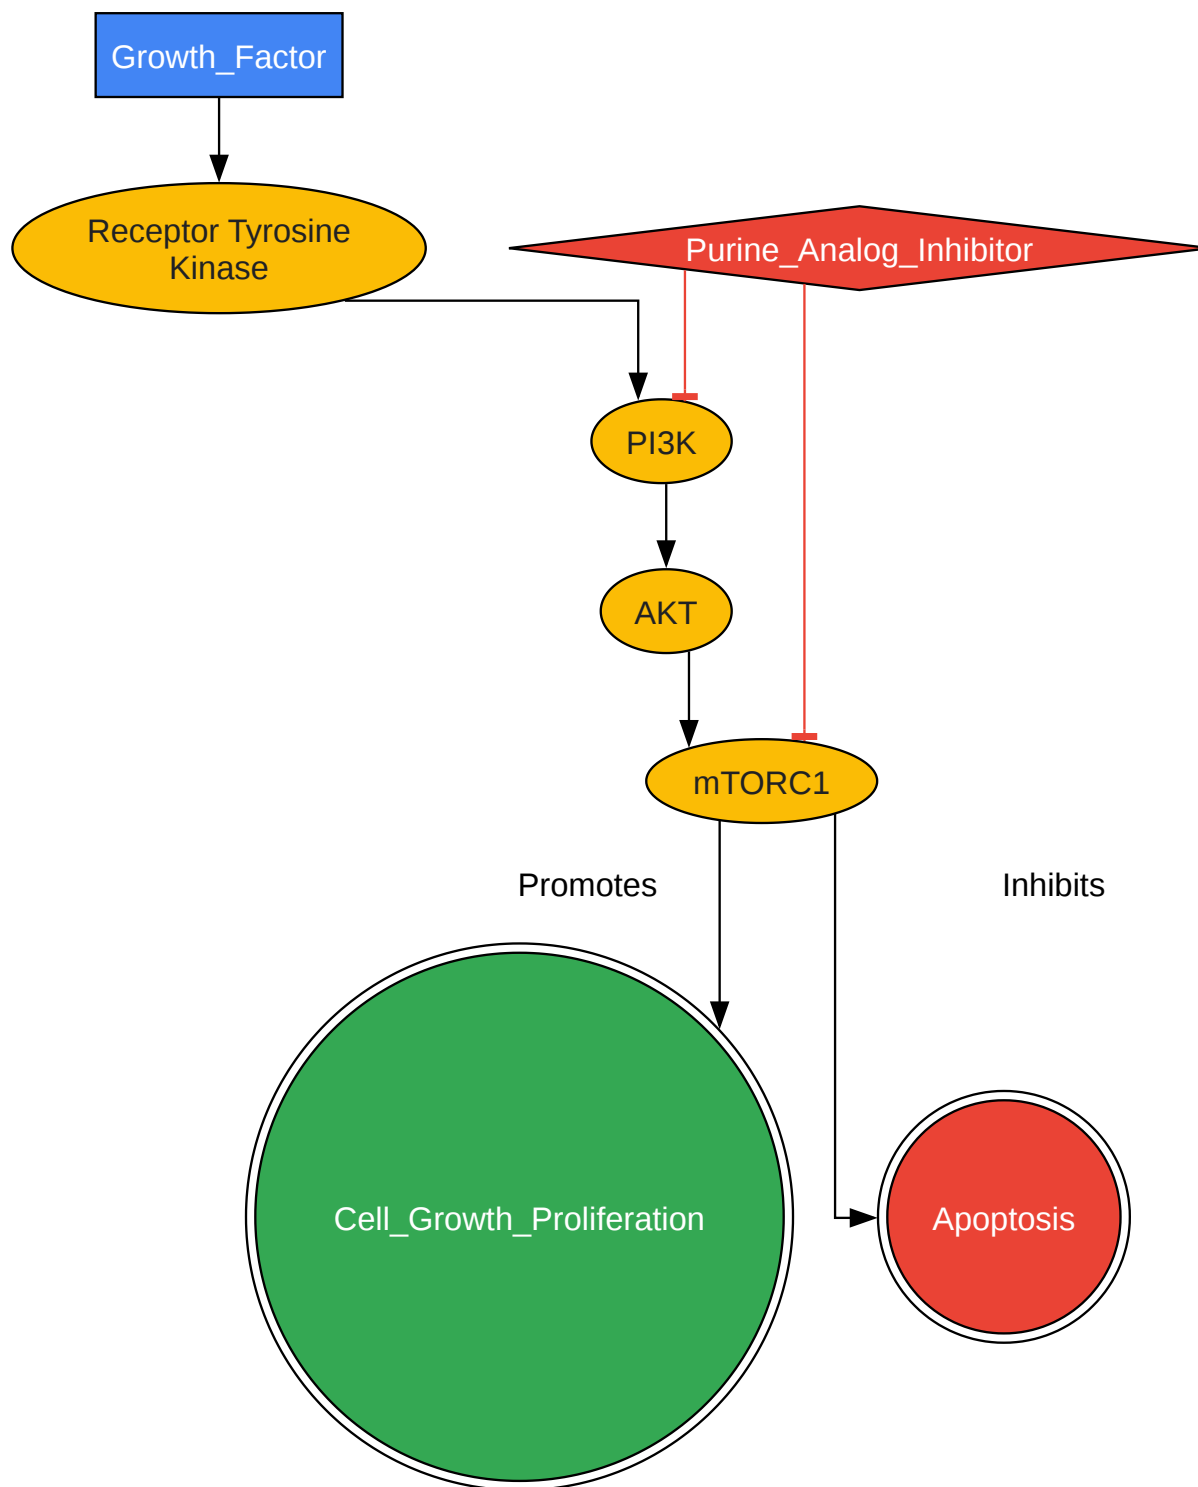 Growth_Factor
Receptor Tyrosine
Kinase
Purine_Analog_Inhibitor
PI3K
AKT
mTORC1
Promotes
Inhibits
Cell_Growth_Proliferation
Apoptosis